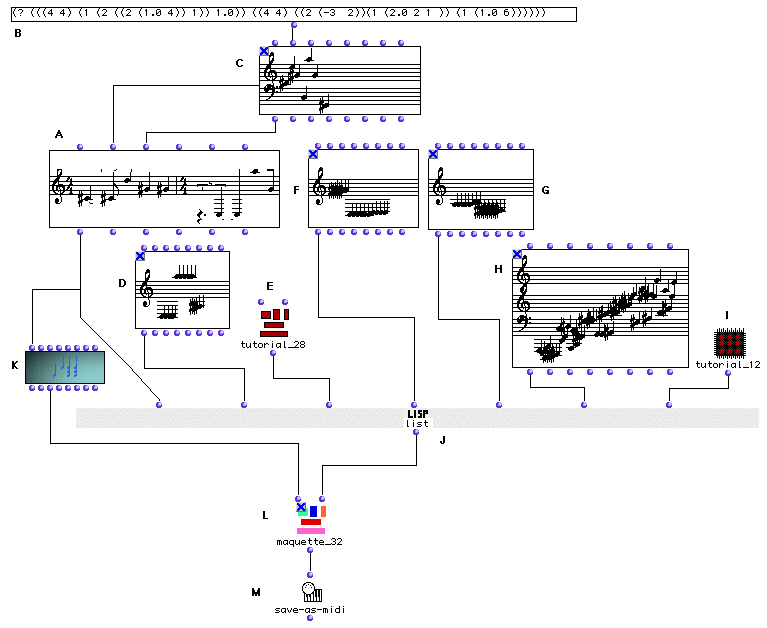 (? (((4 4) (1 (2 ((2 (1.0 4)) 1)) 1.0)) ((4 4) ((2 (-3 2))(1 (2.0 2 1 )) (1 (1.0 6))))))
B
C
A
F
G
D
E
H
I
tutorial_28
K
tutorial_12
LISP
list
J
L
maquette_32
M
save-as-midi